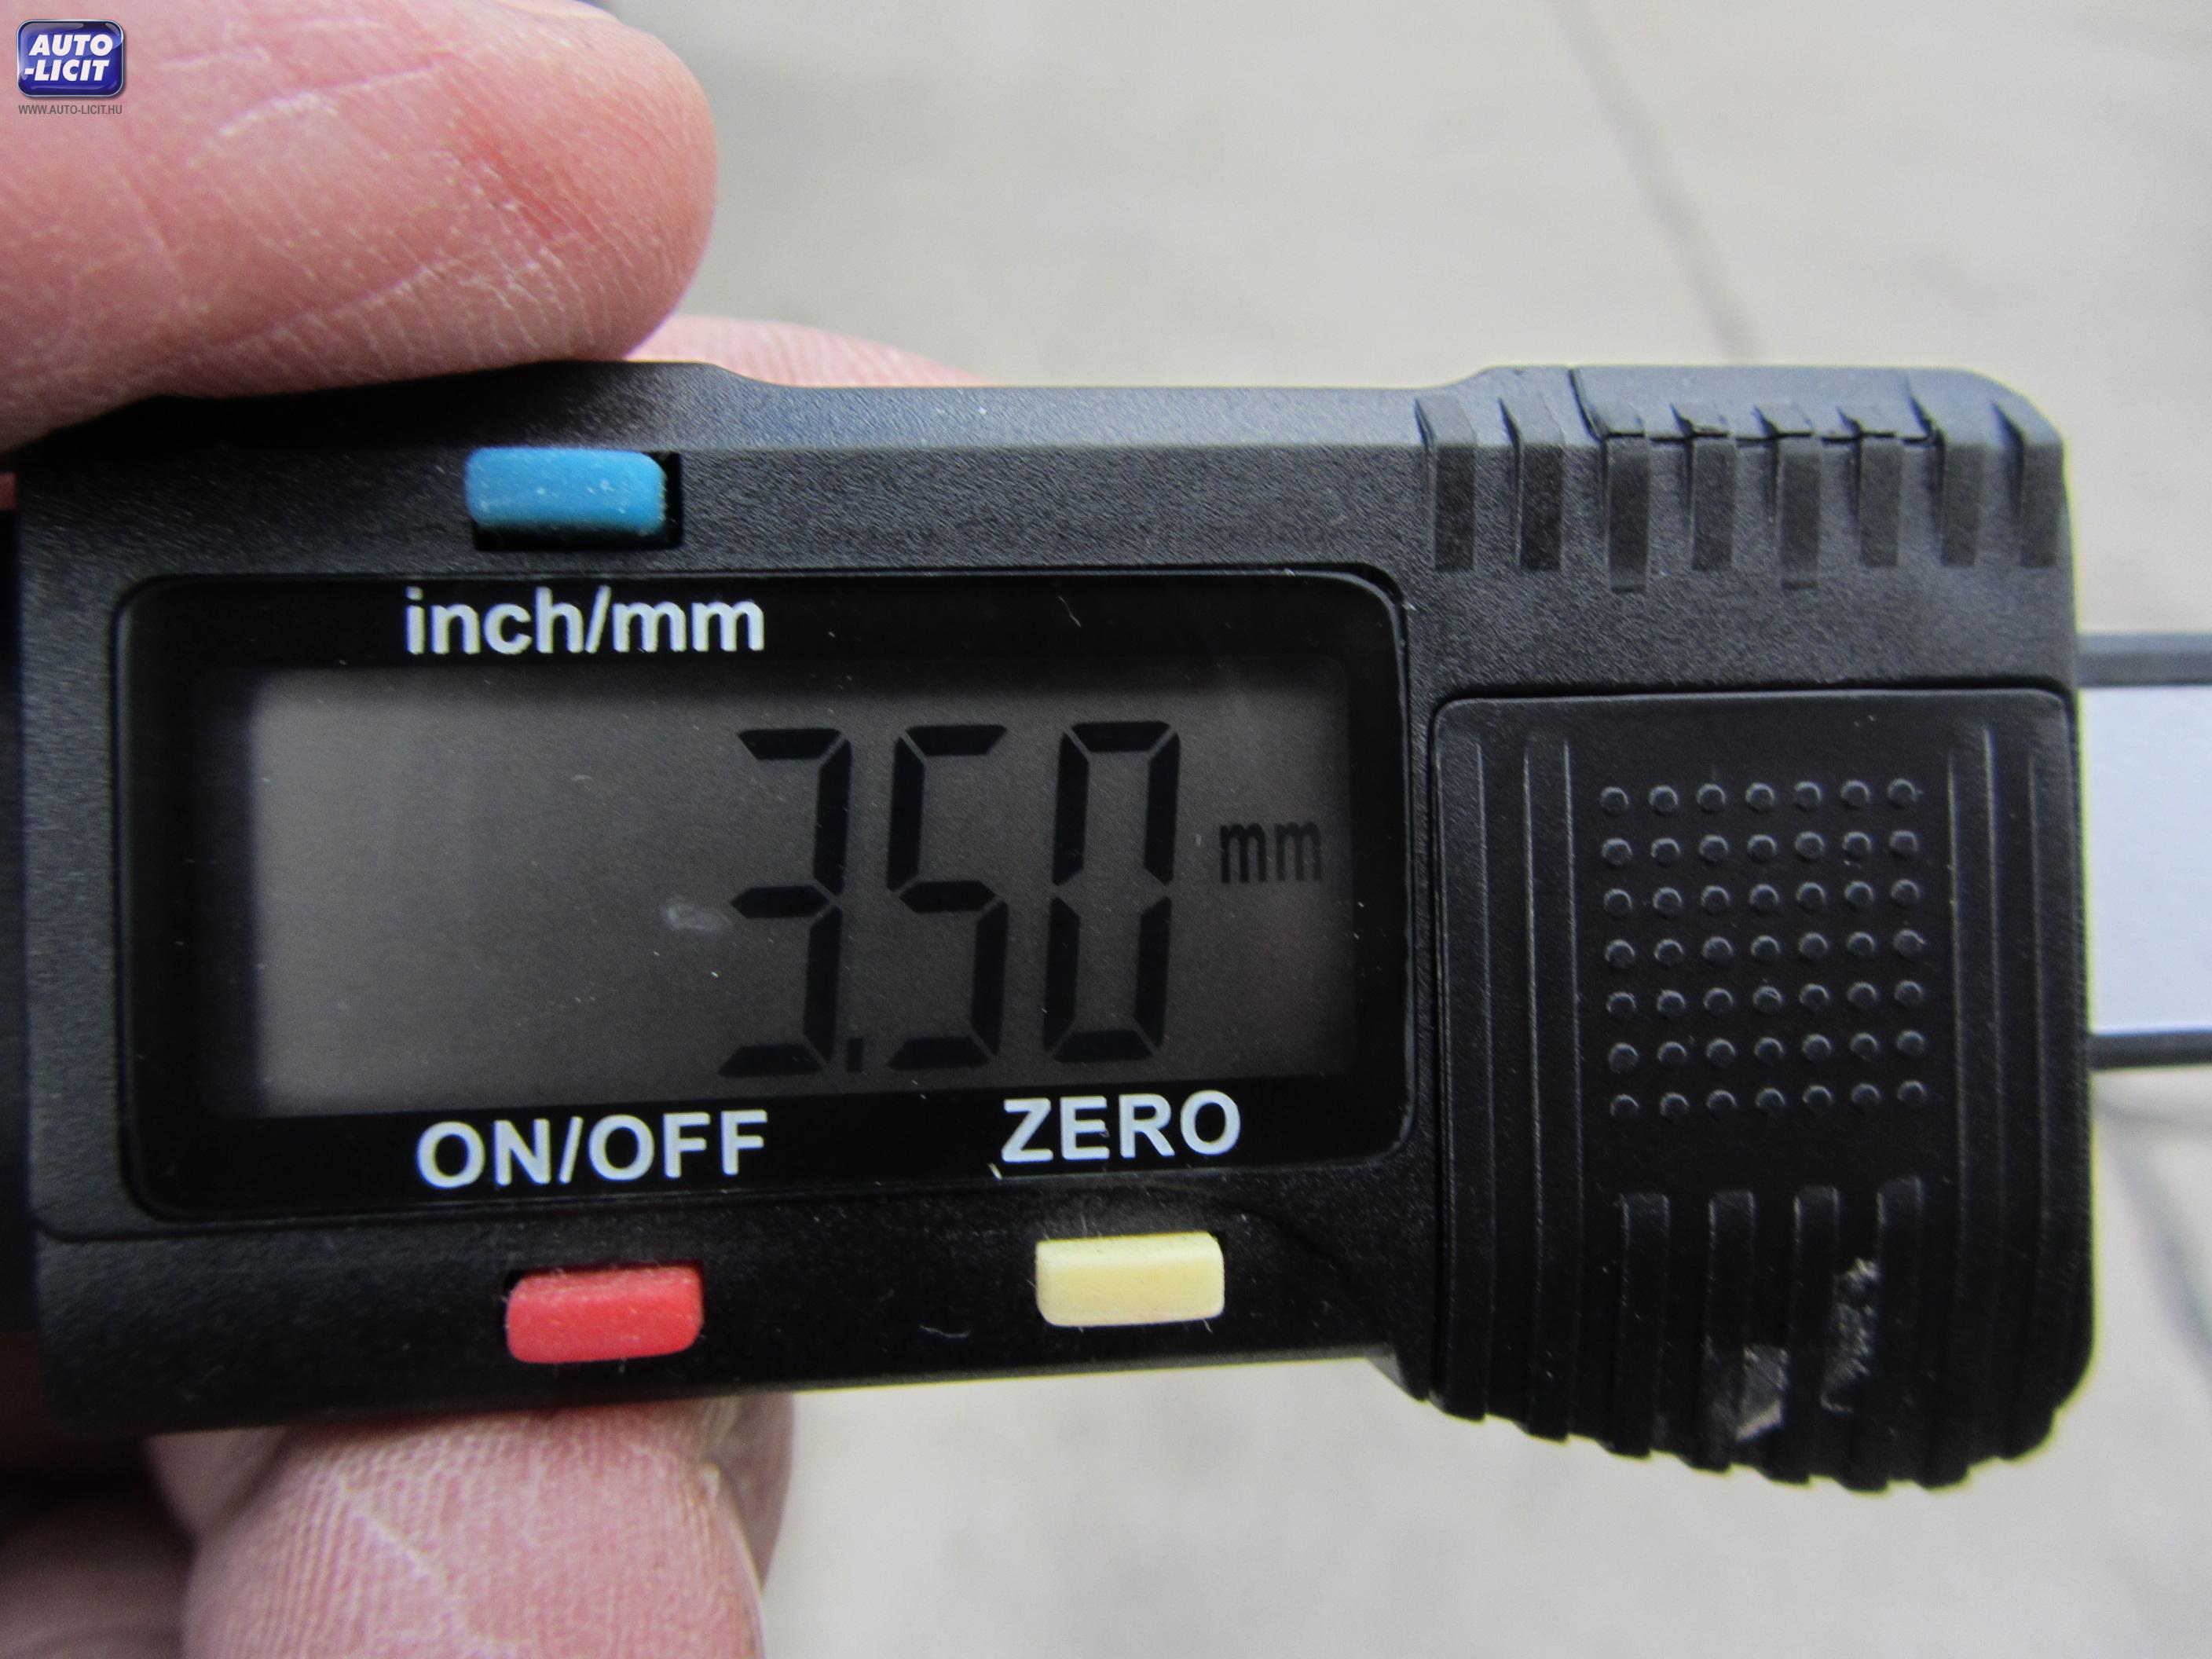 AUTO
-LICIT
WWW.AUTO-LICIT.HU
inch/mm
3.50 mm
ON/OFF ZERO